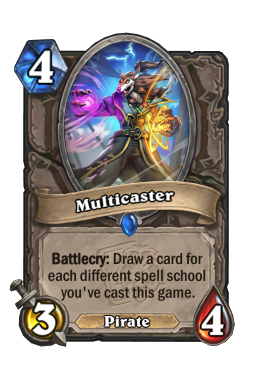 4
Multicaster
Battlecry: Draw a card for
each different spell school
you've cast this game.
3
Pirate
4